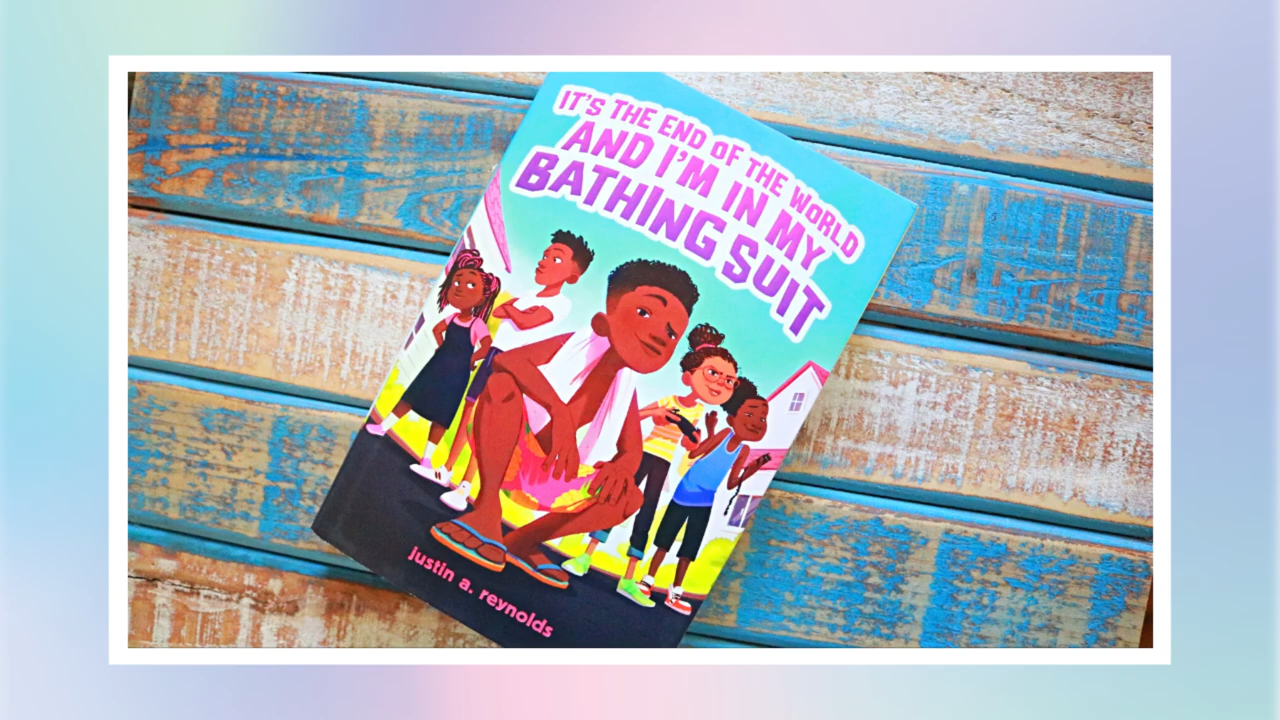 IT'S THE END OF THE WORLD
AND I'M IN MY
BATHING SUIT
justin a. reynolds